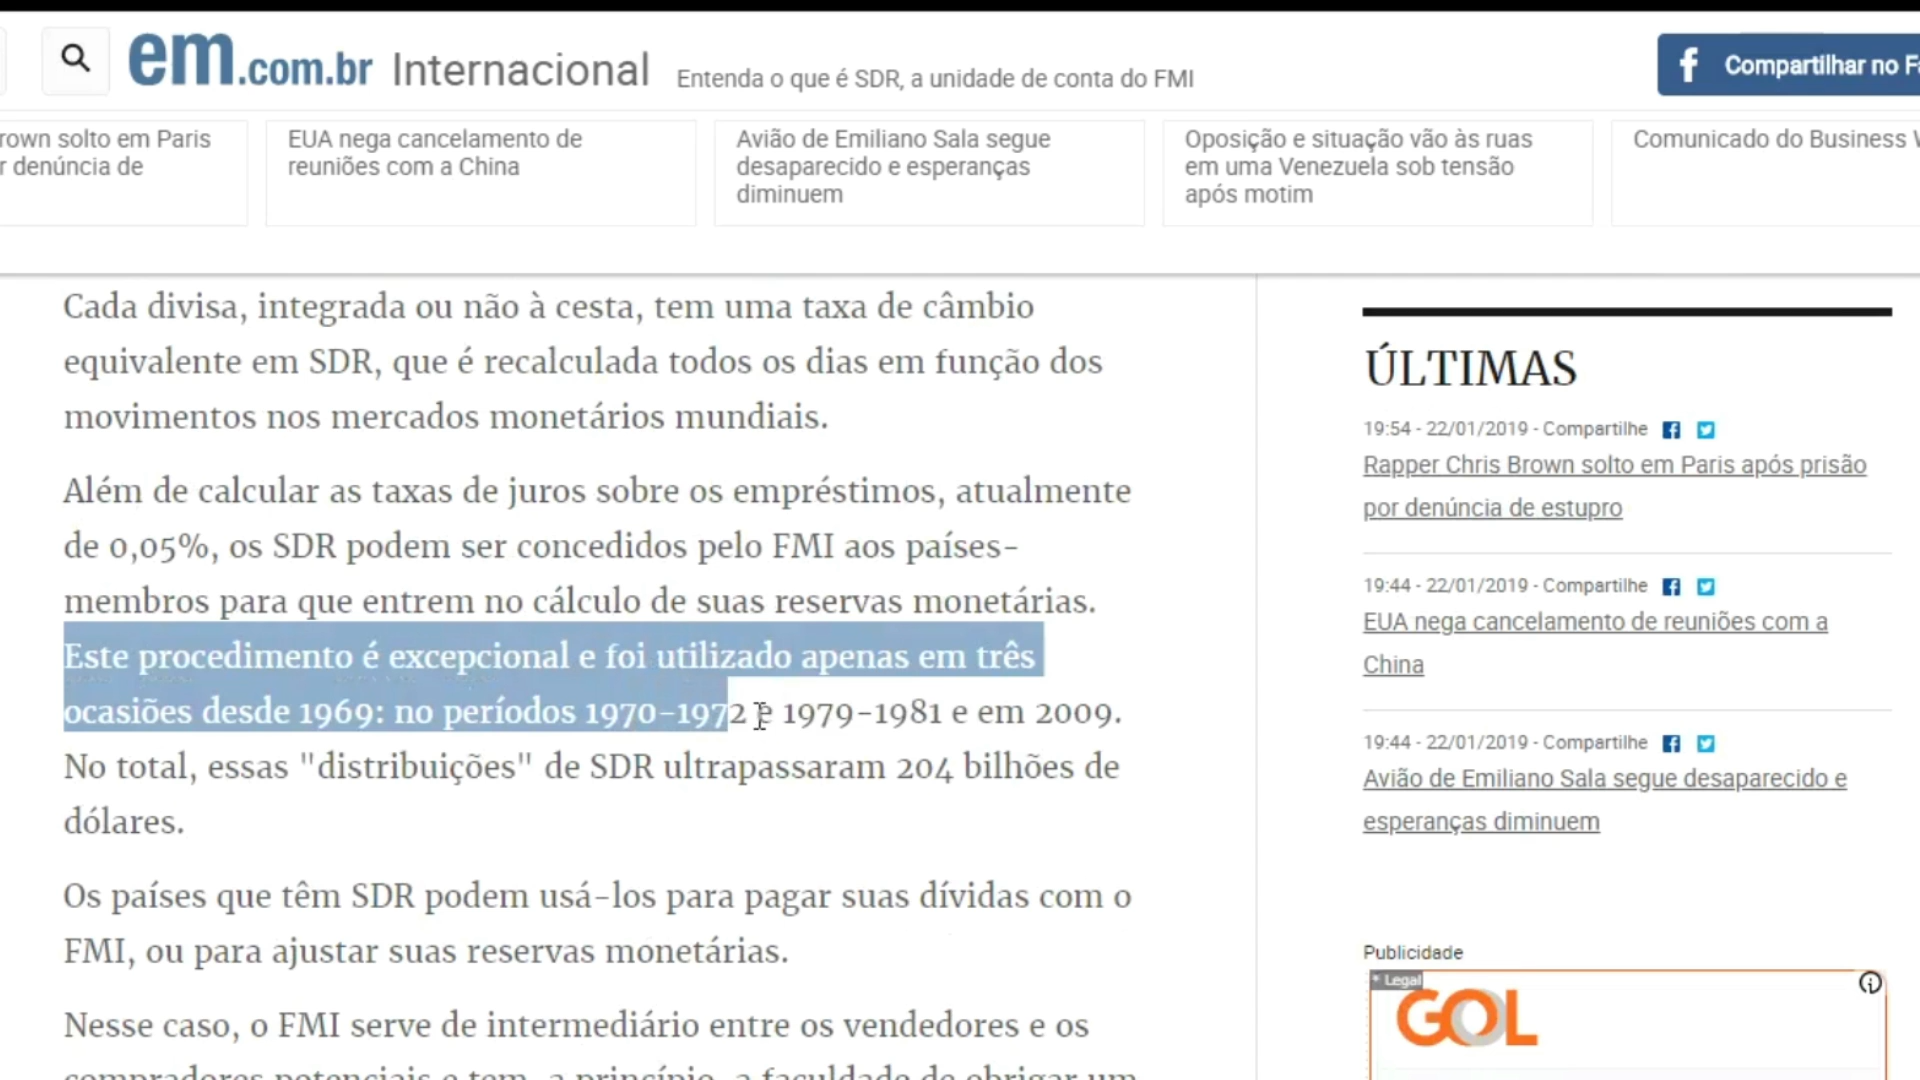 em.com.br Internacional Entenda o que é SDR, a unidade de conta do FMI
Compartilhar no
rown solto em Paris
r denúncia de
EUA nega cancelamento de
reuniões com a China
Avião de Emiliano Sala segue
desaparecido e esperanças
diminuem
Oposição e situação vão às ruas
em uma Venezuela sob tensão
após motim
Comunicado do Business
Cada divisa, integrada ou não à cesta, tem uma taxa de câmbio
equivalente em SDR, que é recalculada todos os dias em função dos
movimentos nos mercados monetários mundiais.
Além de calcular as taxas de juros sobre os empréstimos, atualmente
de 0,05%, os SDR podem ser concedidos pelo FMI aos países-
membros para que entrem no cálculo de suas reservas monetárias.
Este procedimento é excepcional e foi utilizado apenas em três
ocasiões desde 1969: no períodos 1970-1972 e 1979-1981 e em 2009.
No total, essas "distribuições" de SDR ultrapassaram 204 bilhões de
dólares.
Os países que têm SDR podem usá-los para pagar suas dívidas com o
FMI, ou para ajustar suas reservas monetárias.
Nesse caso, o FMI serve de intermediário entre os vendedores e os
compradores potenciais e tem, a princípio, a faculdade de obrigar um
ÚLTIMAS
19:54 - 22/01/2019 - Compartilhe
Rapper Chris Brown solto em Paris após prisão
por denúncia de estupro
19:44 - 22/01/2019 - Compartilhe
EUA nega cancelamento de reuniões com a
China
19:44 - 22/01/2019 - Compartilhe
Avião de Emiliano Sala segue desaparecido e
esperanças diminuem
Publicidade
* Legal
GOL